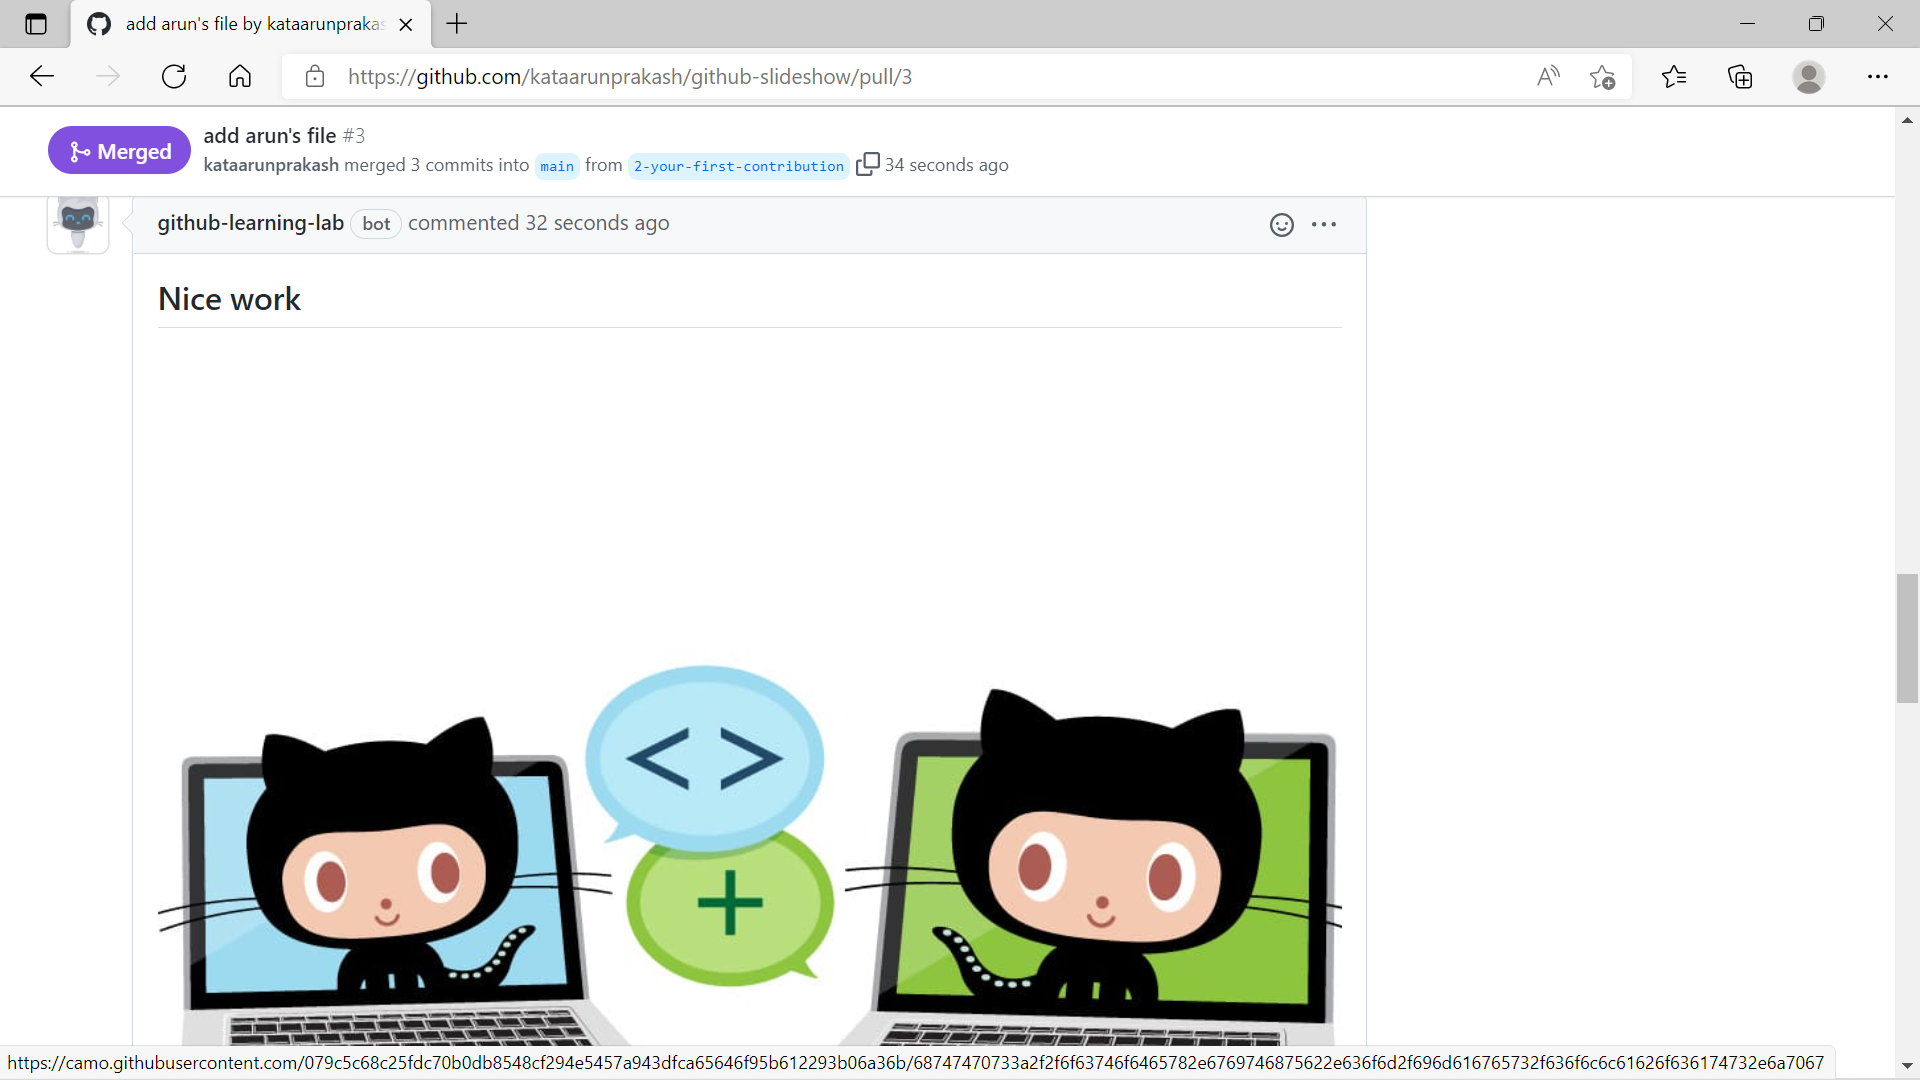 add arun's file by kataarunpraka
https://github.com/kataarunprakash/github-slideshow/pull/3
Merged
add arun's file #3
kataarunprakash merged 3 commits into main from 2-your-first-contribution 34 seconds ago
github-learning-lab bot commented 32 seconds ago
Nice work
< >
+
https://camo.githubusercontent.com/079c5c68c25fdc70b0db8548cf294e5457a943dfca65646f95b612293b06a36b/68747470733a2f2f6f63746f6465782e6769746875622e636f6d2f696d616765732f636f6c6c61626f636174732e6a7067